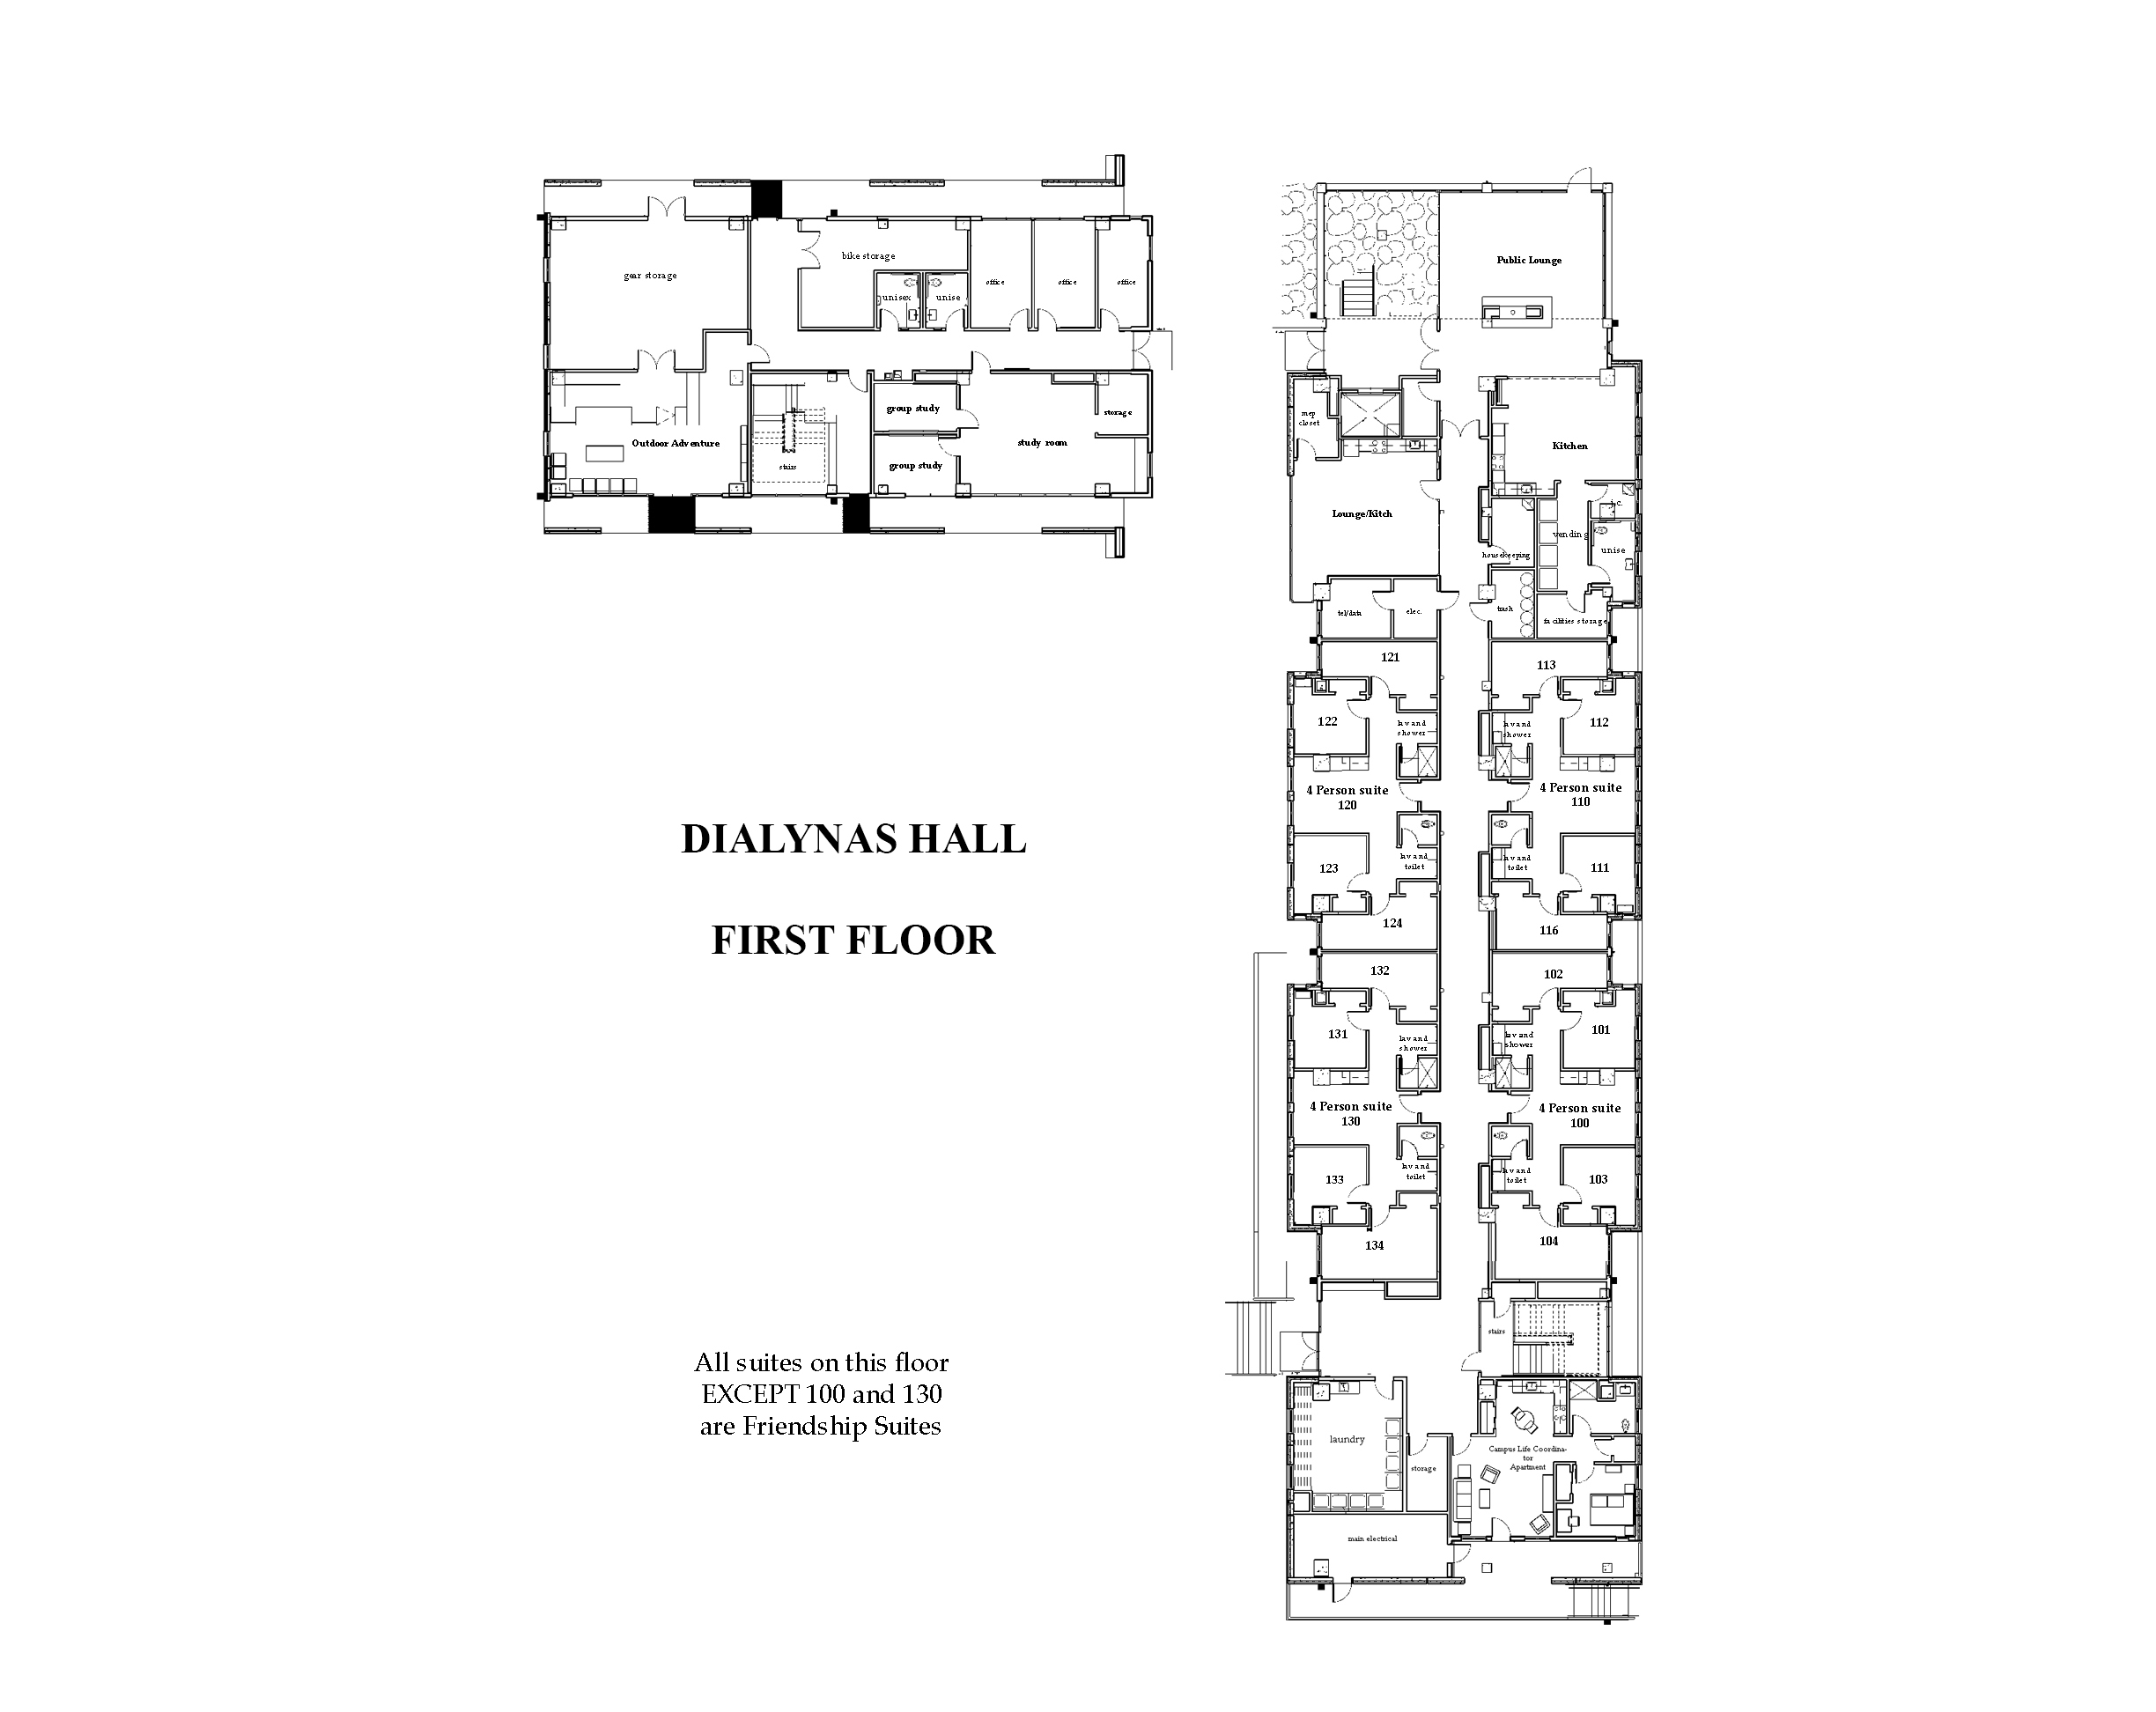 gear storage
bike storage
unisex
unise
office
office
office
Outdoor Adventure
stairs
group study
group study
study room
storage
DIALYNAS HALL
FIRST FLOOR
All suites on this floor
EXCEPT 100 and 130
are Friendship Suites
Public Lounge
mep
closet
Kitchen
Lounge/Kitch
vending
unise
housekeeping
trash
facilities storage
tel/data
elec.
121
113
122
lav and
shower
lav and
shower
112
4 Person suite
120
4 Person suite
110
123
lav and
toilet
lav and
toilet
111
124
116
132
102
131
lav and
shower
lav and
shower
101
4 Person suite
130
4 Person suite
100
133
lav and
toilet
lav and
toilet
103
134
104
stairs
laundry
storage
Campus Life Coordina-
tor
Apartment
main electrical